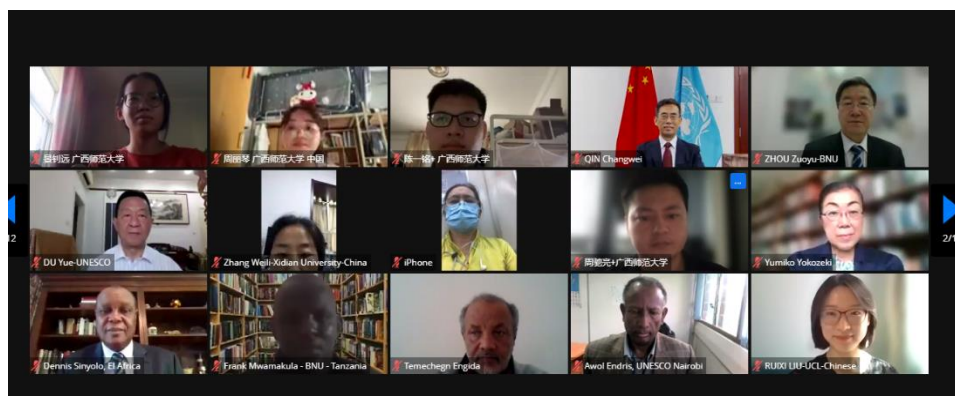 广西师范大学
周丽琴 广西师范大学 中国
陈一铭+ 广西师范大学
QIN Changwei
ZHOU Zuoyu-BNU
DU Yue-UNESCO
Zhang Weili-Xidian University-China
iPhone
周驰亮+广西师范大学
Yumiko Yokozeki
Dennis Sinyolo, EI Africa
Frank Mwamakula - BNU - Tanzania
Temechegn Engida
Awol Endris, UNESCO Nairobi
RUIXI LIU-UCL-Chinese